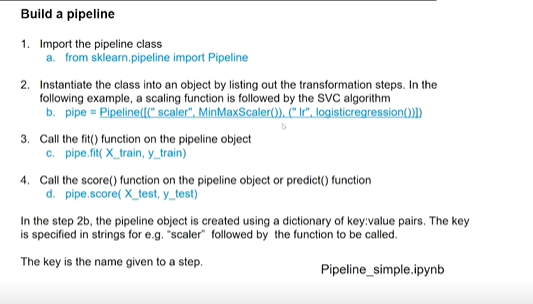 Build a pipeline
1. Import the pipeline class
a. from sklearn.pipeline import Pipeline
2. Instantiate the class into an object by listing out the transformation steps. In the
following example, a scaling function is followed by the SVC algorithm
b. pipe = Pipeline([(" scaler", MinMaxScaler()), (" lr", logisticregression())])
3. Call the fit() function on the pipeline object
c. pipe.fit( X_train, y_train)
4. Call the score() function on the pipeline object or predict() function
d. pipe.score( X_test, y_test)
In the step 2b, the pipeline object is created using a dictionary of key:value pairs. The key
is specified in strings for e.g. "scaler" followed by the function to be called.
The key is the name given to a step.
Pipeline_simple.ipynb